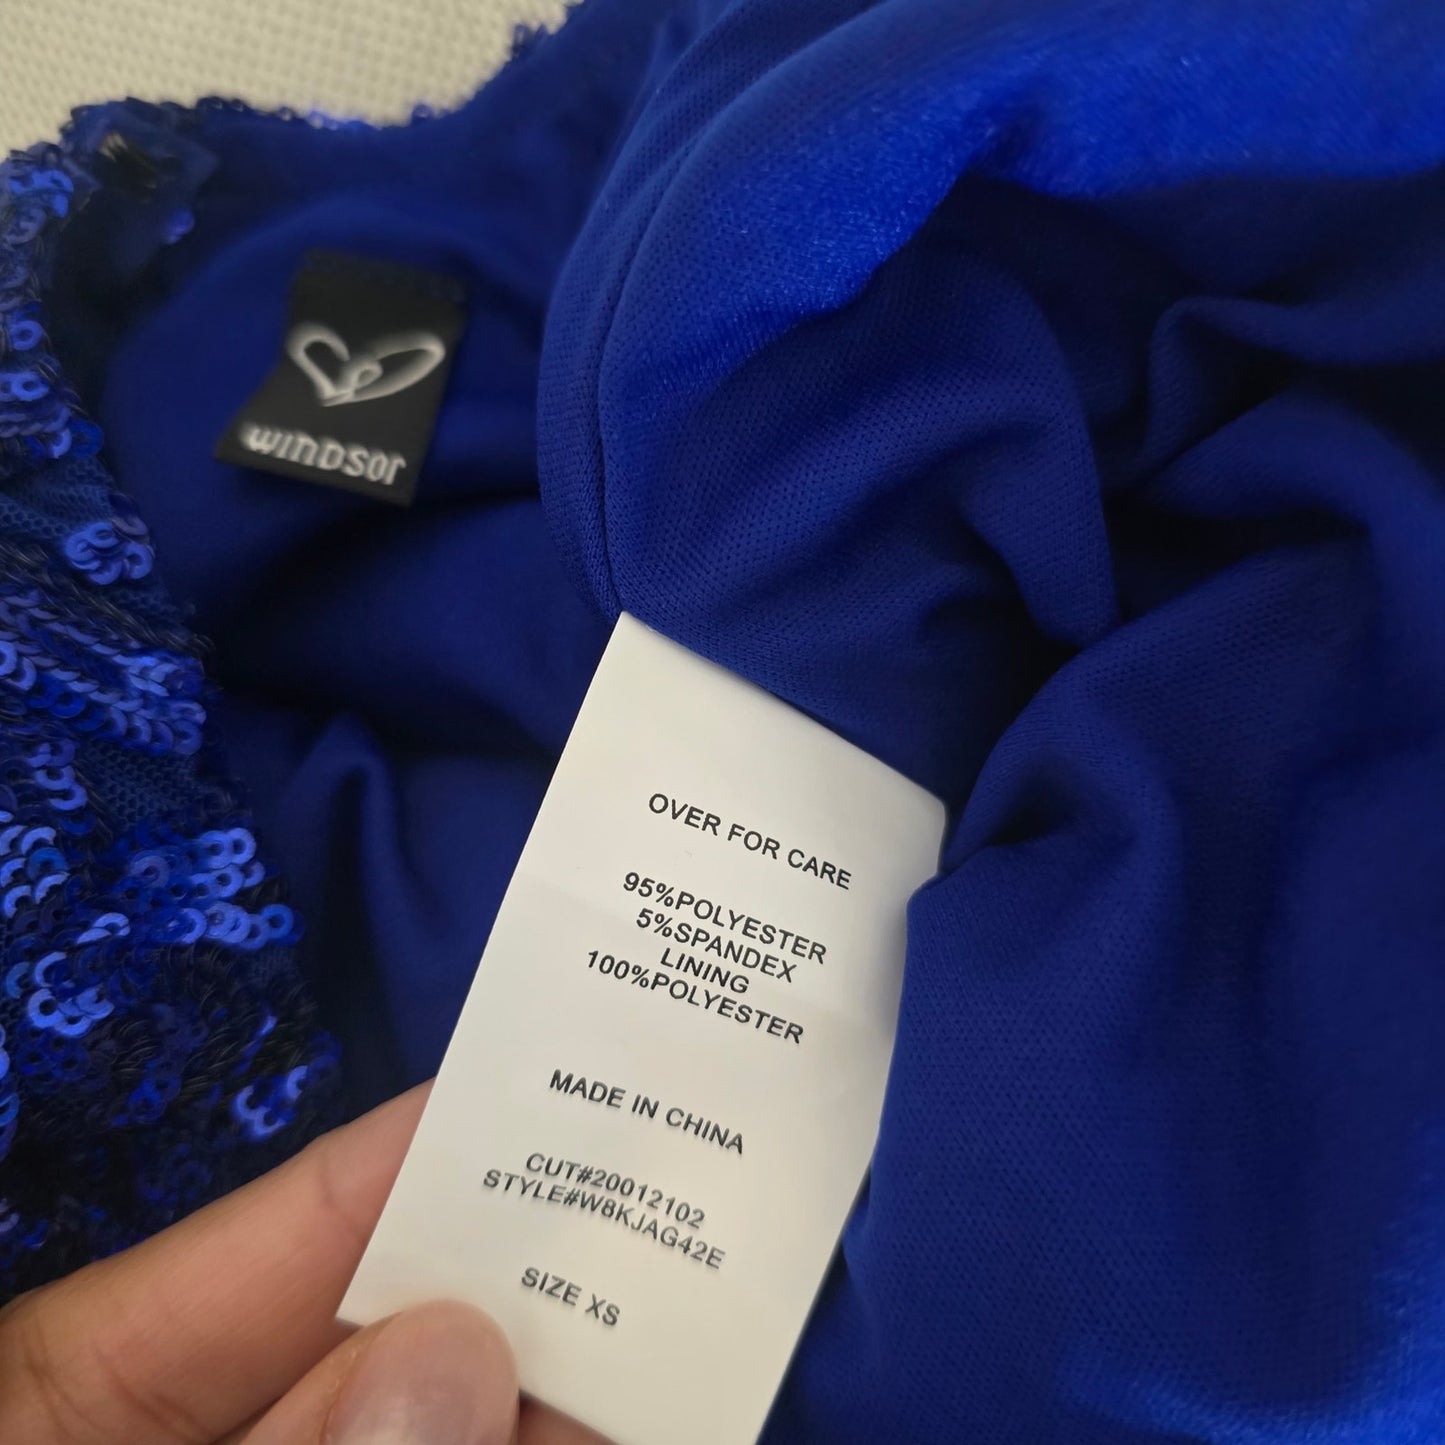 WINDSOR
OVER FOR CARE
95%POLYESTER
5%SPANDEX
LINING
100%POLYESTER
MADE IN CHINA
CUT#20012102
STYLE#W8KJAG42E
SIZE XS